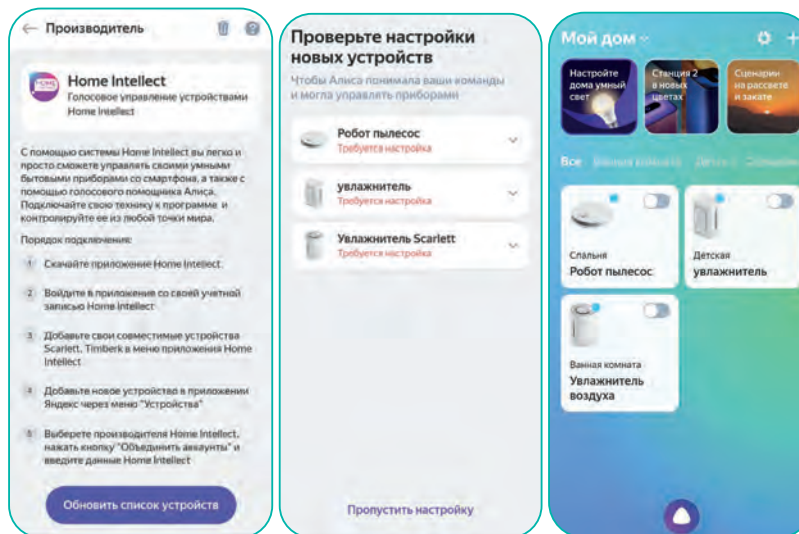 Производитель
Home Intellect
Голосовое управление устройствами
Home Intellect
С помощью системы Home Intellect вы легко и
просто сможете управлять своими умными
бытовыми приборами со смартфона, а также с
помощью голосового помощника Алиса.
Подключайте свою технику к программе и
контролируйте ее из любой точки мира.
Порядок подключения:
1 Скачайте приложение Home Intellect.
2 Войдите в приложение со своей учетной
записью Home Intellect
3 Добавьте свои совместимые устройства
Scarlett, Timberk в меню приложения Home
Intellect
4 Добавьте новое устройство в приложении
Яндекс через меню "Устройства"
5 Выберете производителя Home Intellect,
нажать кнопку "Объединить аккаунты" и
введите данные Home Intellect
Обновить список устройств
Проверьте настройки
новых устройств
Чтобы Алиса понимала ваши команды
и могла управлять приборами
Робот пылесос
Требуется настройка
увлажнитель
Требуется настройка
Увлажнитель Scarlett
Требуется настройка
Пропустить настройку
Мой дом
Настройте
дома умный
свет
Станция 2
в новых
цветах
Сценарии
на рассвете
и закате
Все Ванная комната
Спальня
Робот пылесос
Детская
увлажнитель
Ванная комната
Увлажнитель
воздуха